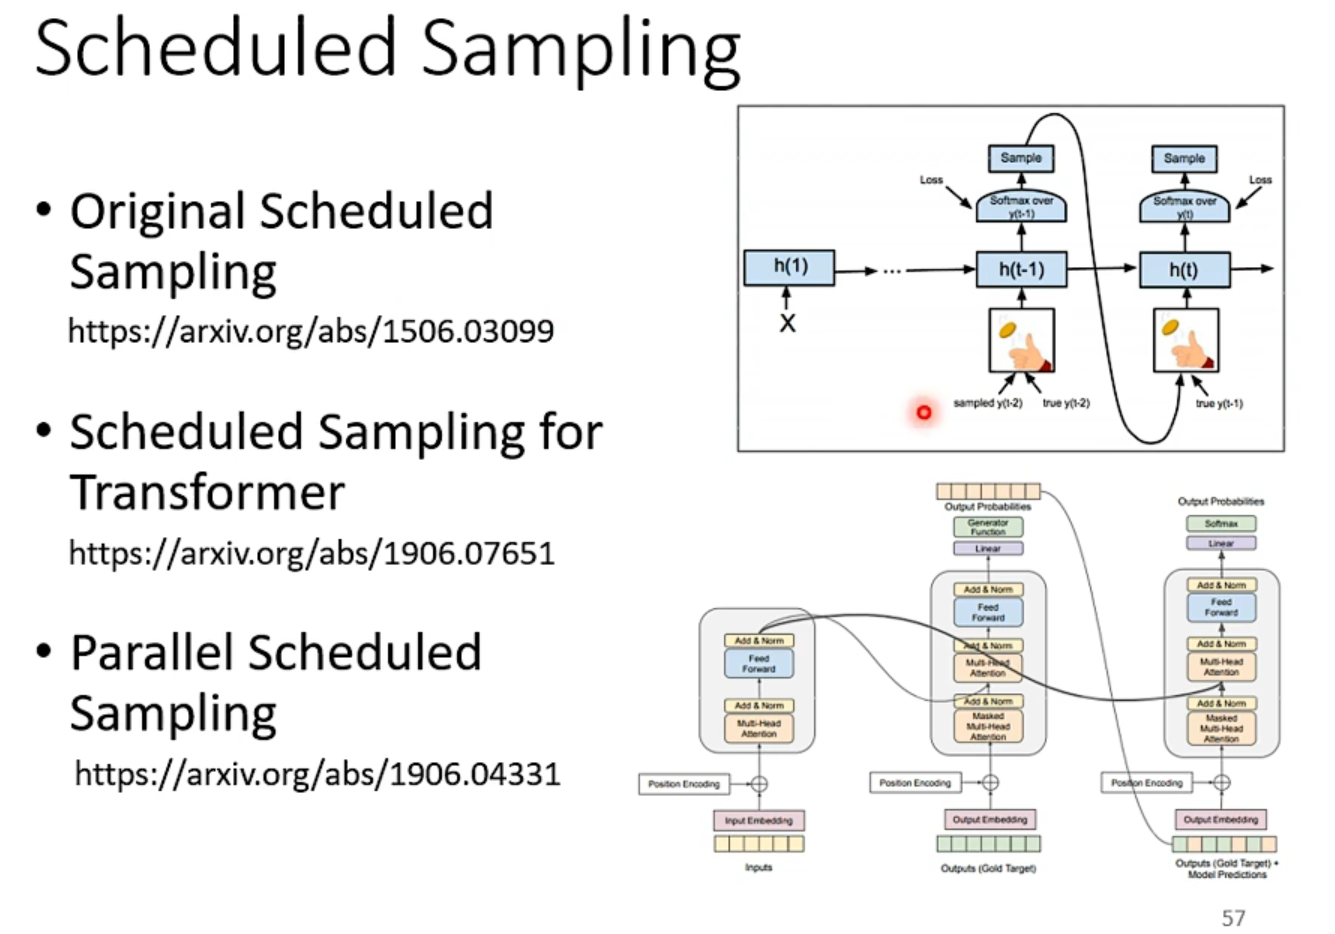 Scheduled Sampling
• Original Scheduled
Sampling
https://arxiv.org/abs/1506.03099
• Scheduled Sampling for
Transformer
https://arxiv.org/abs/1906.07651
• Parallel Scheduled
Sampling
https://arxiv.org/abs/1906.04331
Sample
Sample
Loss
Loss
Softmax over
y(t-1)
Softmax over
y(t)
h(1)
...
h(t-1)
h(t)
X
sampled y(t-2)
true y(t-2)
true y(t-1)
Output Probabilities
Generator
Function
Linear
Add & Norm
Feed
Forward
Add & Norm
Multi-Head
Attention
Add & Norm
Masked
Multi-Head
Attention
Position Encoding
Output Embedding
Outputs (Gold Target)
Output Probabilities
Softmax
Linear
Add & Norm
Feed
Forward
Add & Norm
Multi-Head
Attention
Add & Norm
Masked
Multi-Head
Attention
Position Encoding
Output Embedding
Outputs (Gold Target) +
Model Predictions
Add & Norm
Feed
Forward
Add & Norm
Multi-Head
Attention
Position Encoding
Input Embedding
Inputs
57